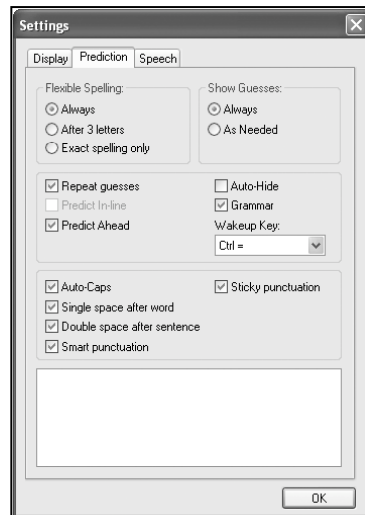 Settings
Display Prediction Speech
Flexible Spelling: Show Guesses:
Always Always
After 3 letters As Needed
Exact spelling only
Repeat guesses Auto-Hide
Predict In-line Grammar
Predict Ahead Wakeup Key:
Ctrl =
Auto-Caps Sticky punctuation
Single space after word
Double space after sentence
Smart punctuation
OK